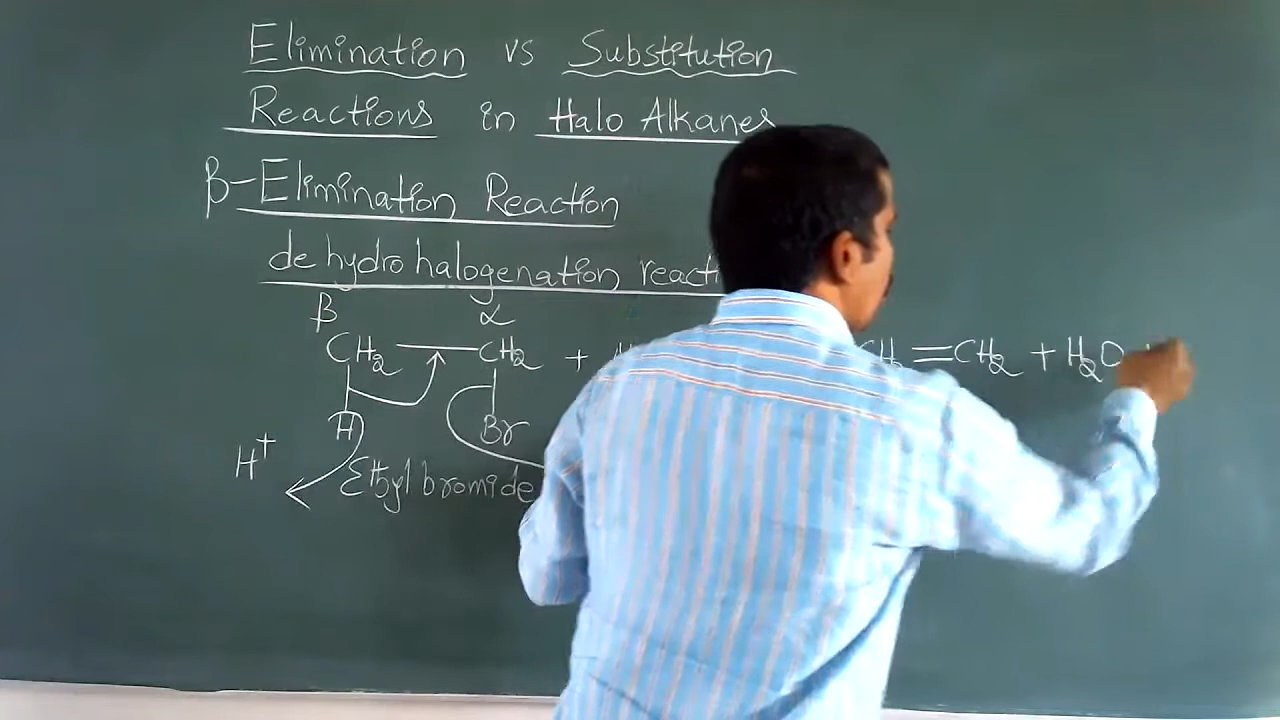 Elimination vs Substitution
Reactions in Halo Alkanes
β-Elimination Reaction
de hydro halogenation
β α
CH₂ — CH₂ + CH₂ = CH₂ + H₂O +
H Br
H⁺ Ethyl bromide